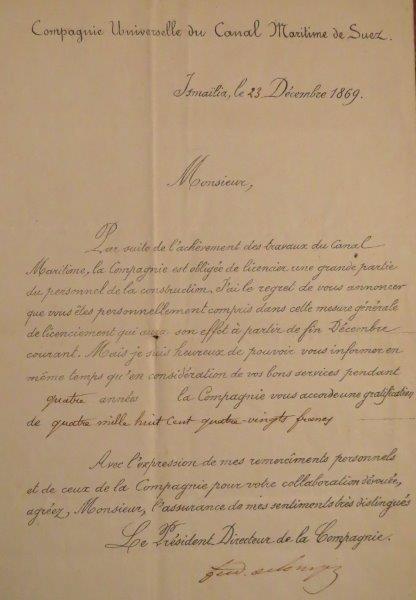 Compagnie Universelle du Canal Maritime de Suez.
Ismaïlia, le 23 Décembre 1869.
Monsieur,
Par suite de l'achèvement des travaux du Canal
Maritime, la Compagnie est obligée de licencier une grande partie
du personnel de la construction. J'ai le regret de vous annoncer
que vous êtes personnellement compris dans cette mesure générale
de licenciement qui aura son effet à partir de fin Décembre
courant. Mais je suis heureux de pouvoir vous informer en
même temps qu'en considération de vos bons services pendant
quatre années la Compagnie vous accorde une gratification
de quatre mille huit cent quatre-vingts francs
Avec l'expression de mes remerciments personnels
et de ceux de la Compagnie pour votre collaboration dévouée,
agréez, Monsieur, l'assurance de mes sentiments très distingués
Le Président Directeur de la Compagnie.
Ferd. de Lesseps